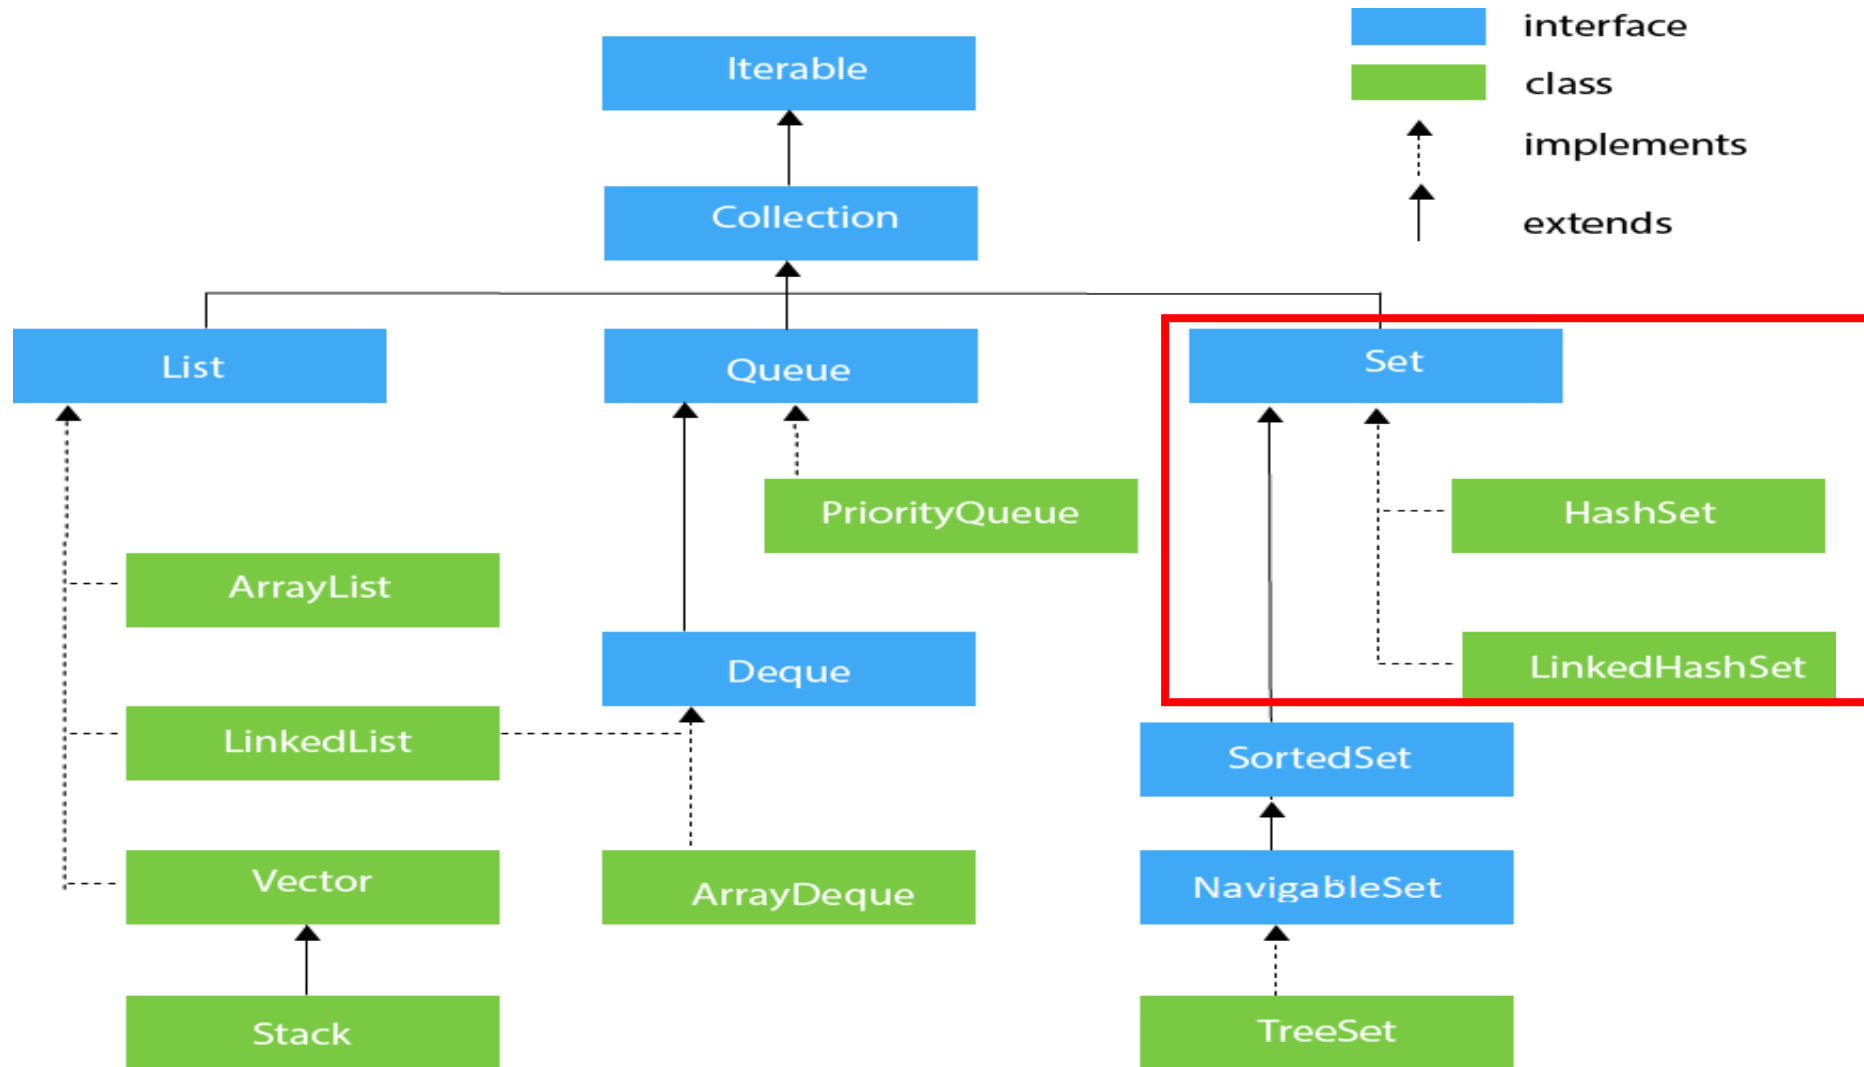 interface
Iterable
class
implements
Collection
extends
List
Queue
Set
PriorityQueue
HashSet
ArrayList
Deque
LinkedHashSet
LinkedList
SortedSet
Vector
ArrayDeque
NavigableSet
Stack
TreeSet